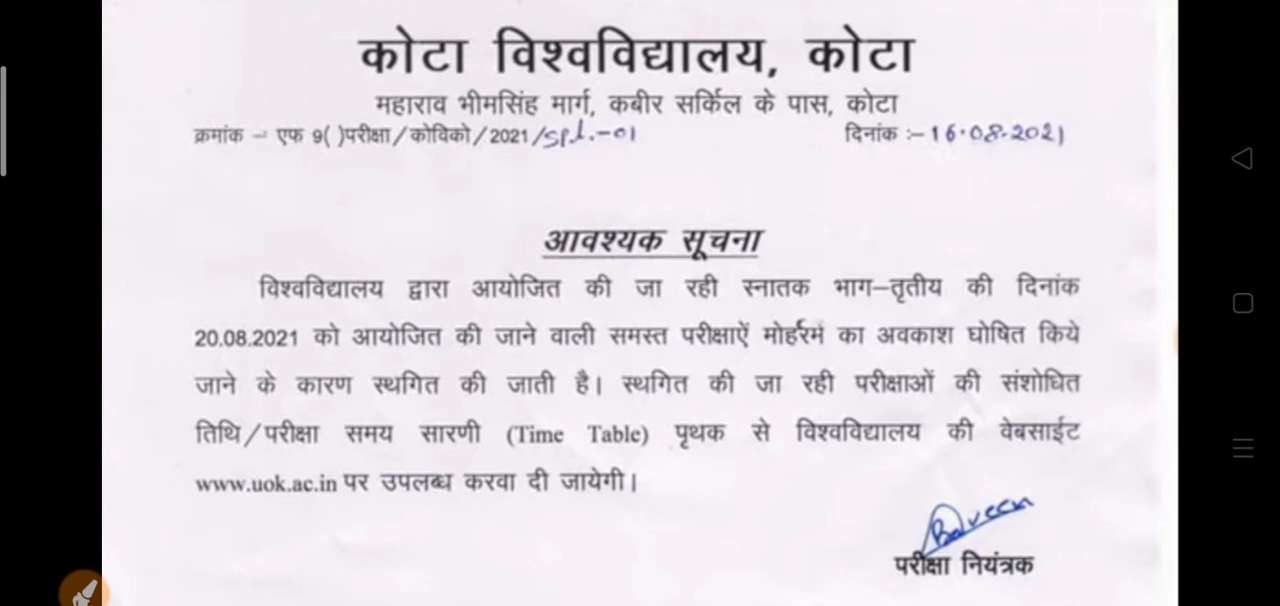 कोटा विश्वविद्यालय, कोटा
महाराव भीमसिंह मार्ग, कबीर सर्किल के पास, कोटा
क्रमांक – एफ 9( )परीक्षा/कोविको/2021/Spl.-01 दिनांक :– 16.08.2021
आवश्यक सूचना
विश्वविद्यालय द्वारा आयोजित की जा रही स्नातक भाग–तृतीय की दिनांक
20.08.2021 को आयोजित की जाने वाली समस्त परीक्षाऐं मोहर्रम का अवकाश घोषित किये
जाने के कारण स्थगित की जाती है। स्थगित की जा रही परीक्षाओं की संशोधित
तिथि/परीक्षा समय सारणी (Time Table) पृथक से विश्वविद्यालय की वेबसाईट
www.uok.ac.in पर उपलब्ध करवा दी जायेगी।
परीक्षा नियंत्रक